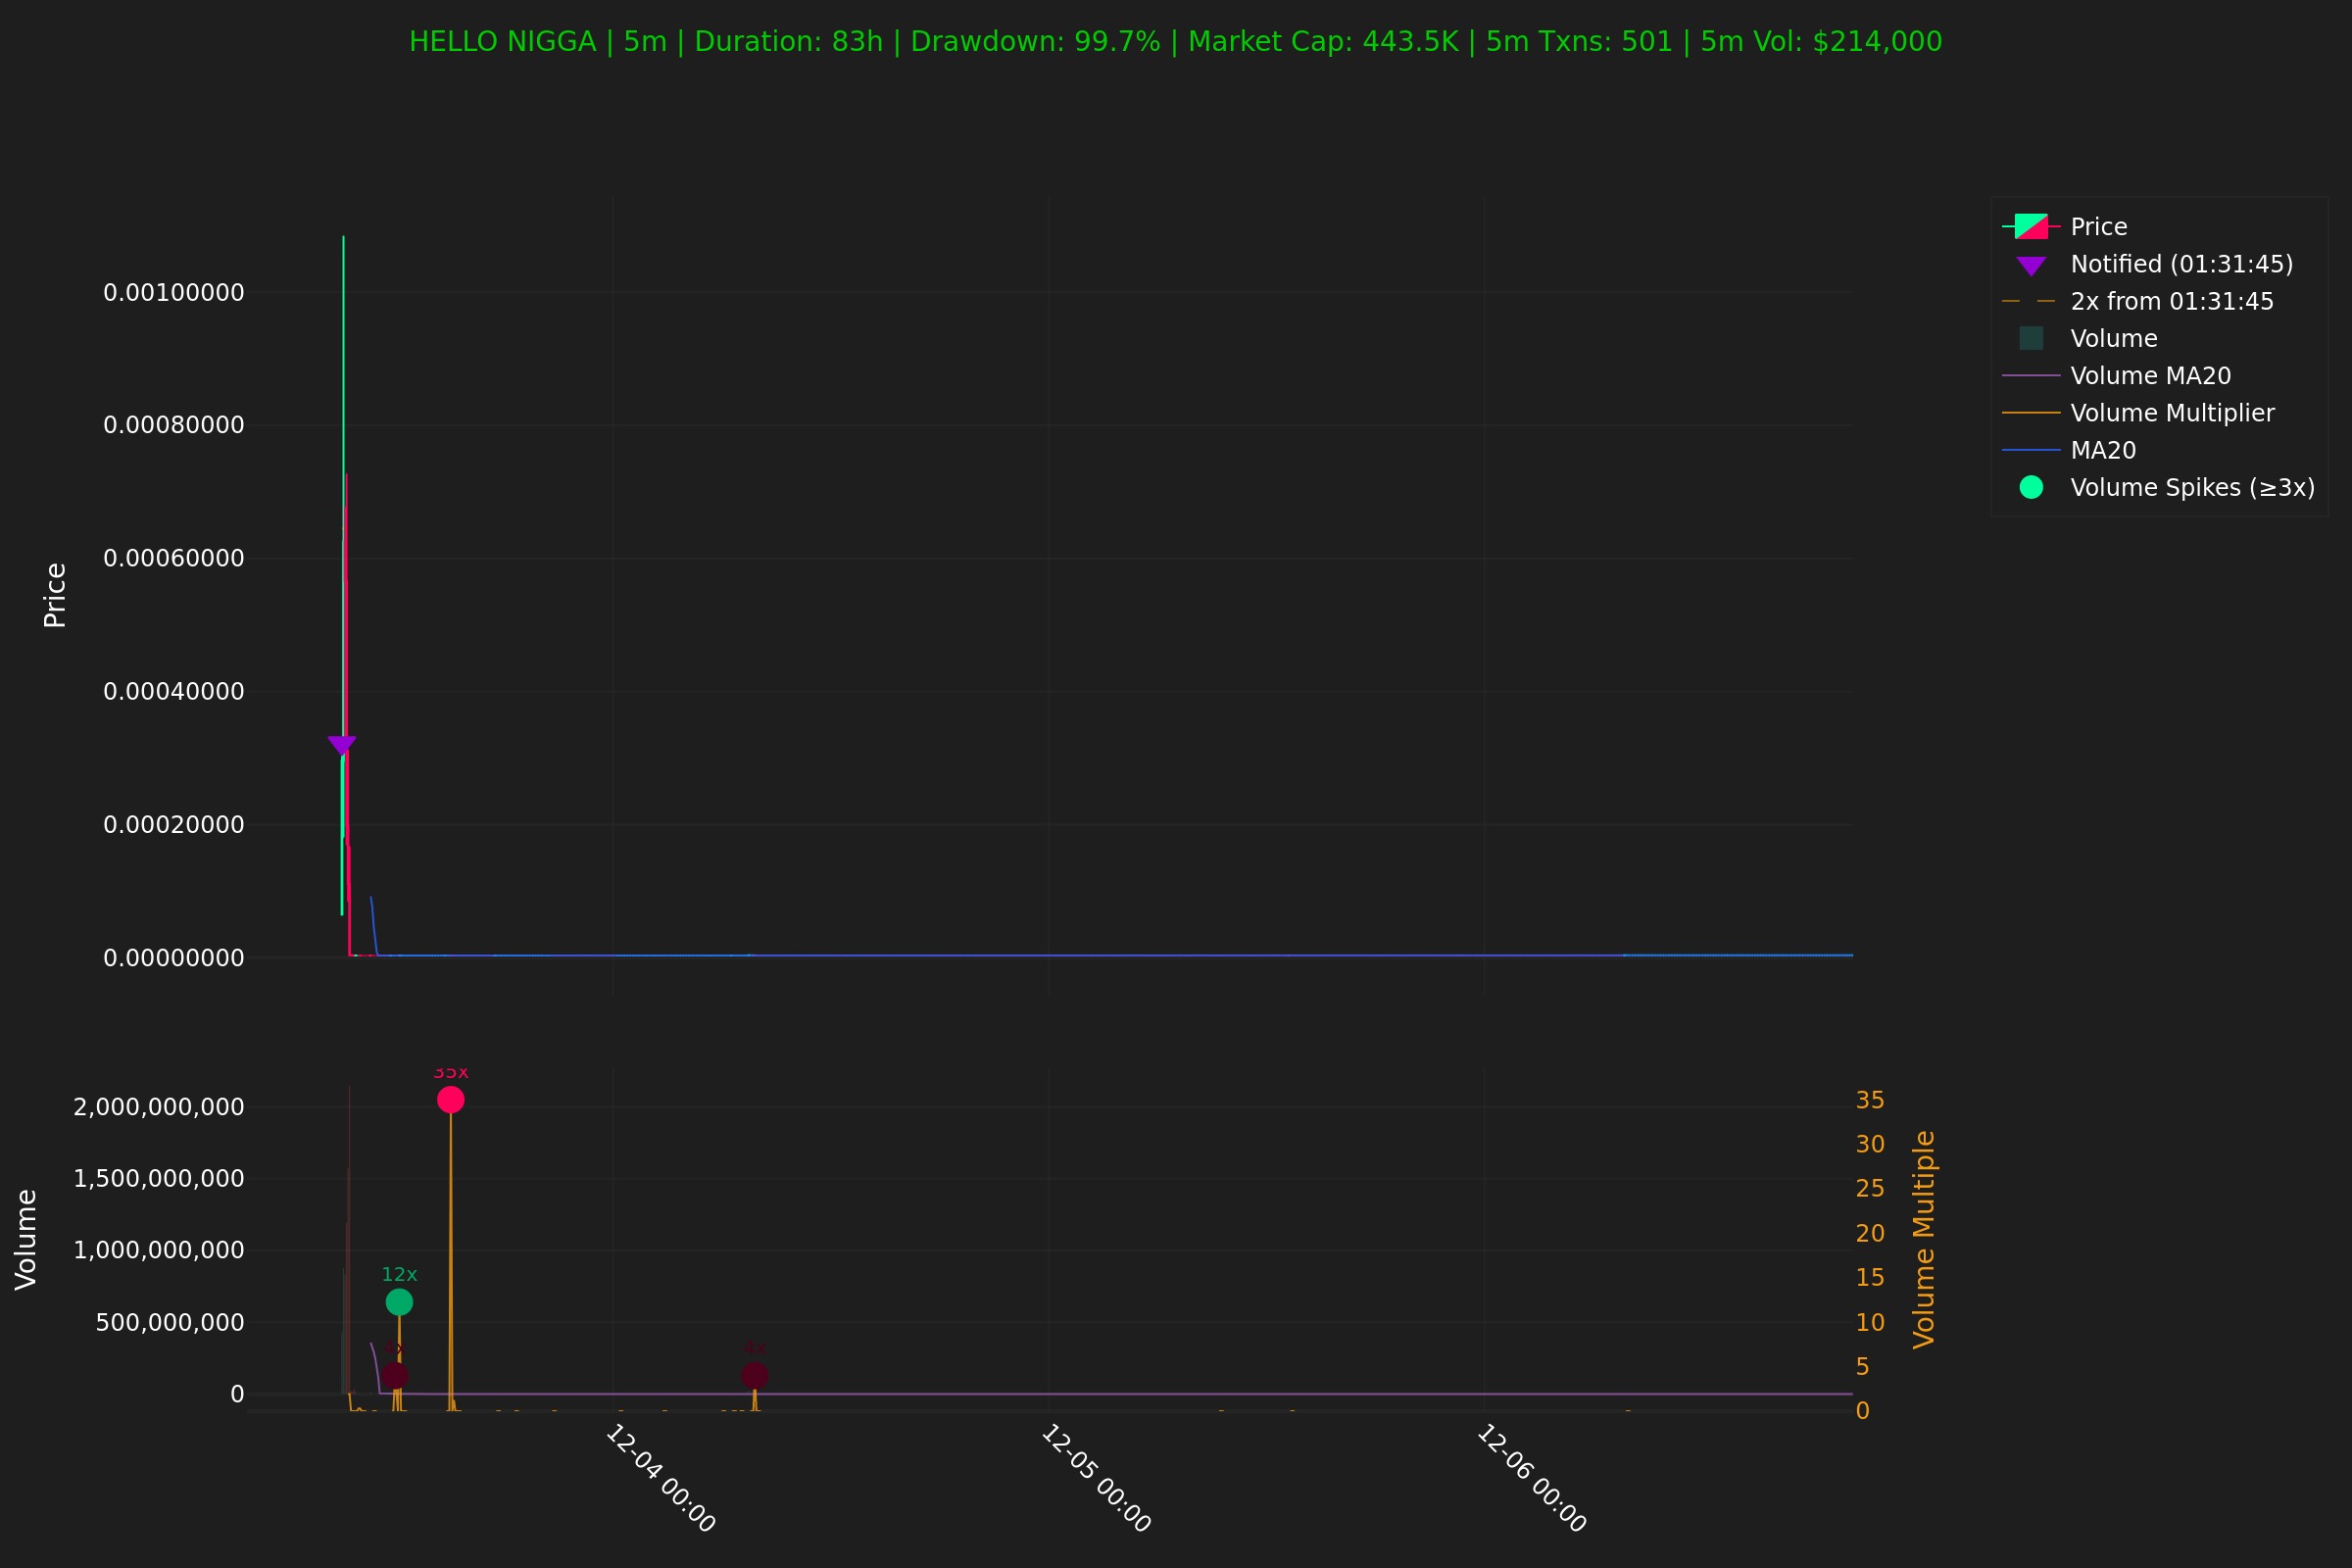 HELLO NIGGA | 5m | Duration: 83h | Drawdown: 99.7% | Market Cap: 443.5K | 5m Txns: 501 | 5m Vol: $214,000
Price
0.00100000
0.00080000
0.00060000
0.00040000
0.00020000
0.00000000
Price
Notified (01:31:45)
2x from 01:31:45
Volume
Volume MA20
Volume Multiplier
MA20
Volume Spikes (≥3x)
Volume
2,000,000,000
1,500,000,000
1,000,000,000
500,000,000
0
35x
12x
4x
4x
35
30
25
20
15
10
5
0
Volume Multiple
12-04 00:00
12-05 00:00
12-06 00:00